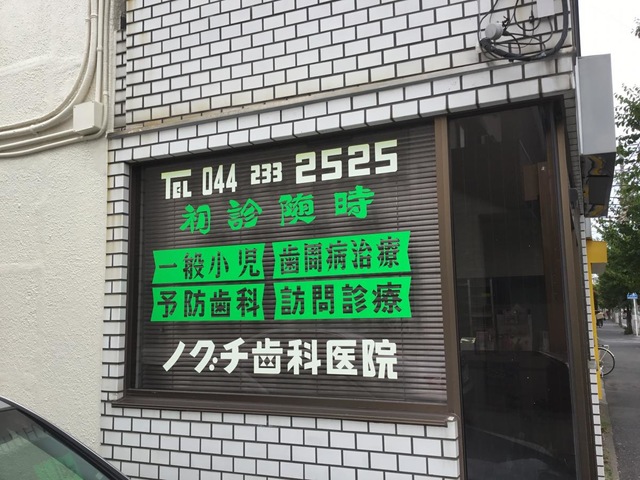 TEL 044 233 2525
初診随時
一般小児 歯周病治療
予防歯科 訪問診療
ノグチ歯科医院